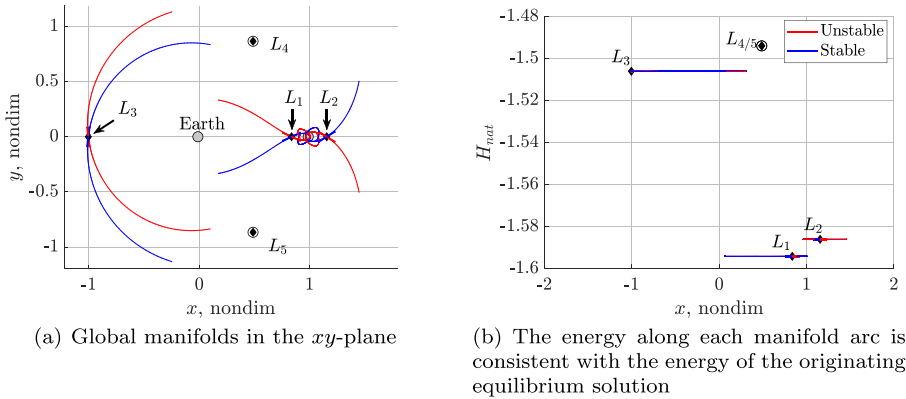 1
0.5
0
-0.5
-1
y, nondim
-1
0
1
x, nondim
L₃
Earth
L₄
L₅
L₁
L₂
(a) Global manifolds in the xy-plane
-1.48
-1.5
-1.52
-1.54
-1.56
-1.58
-1.6
H_nat
-2
-1
0
1
2
x, nondim
L₃
L₄/₅
L₂
L₁
Unstable
Stable
(b) The energy along each manifold arc is
consistent with the energy of the originating
equilibrium solution